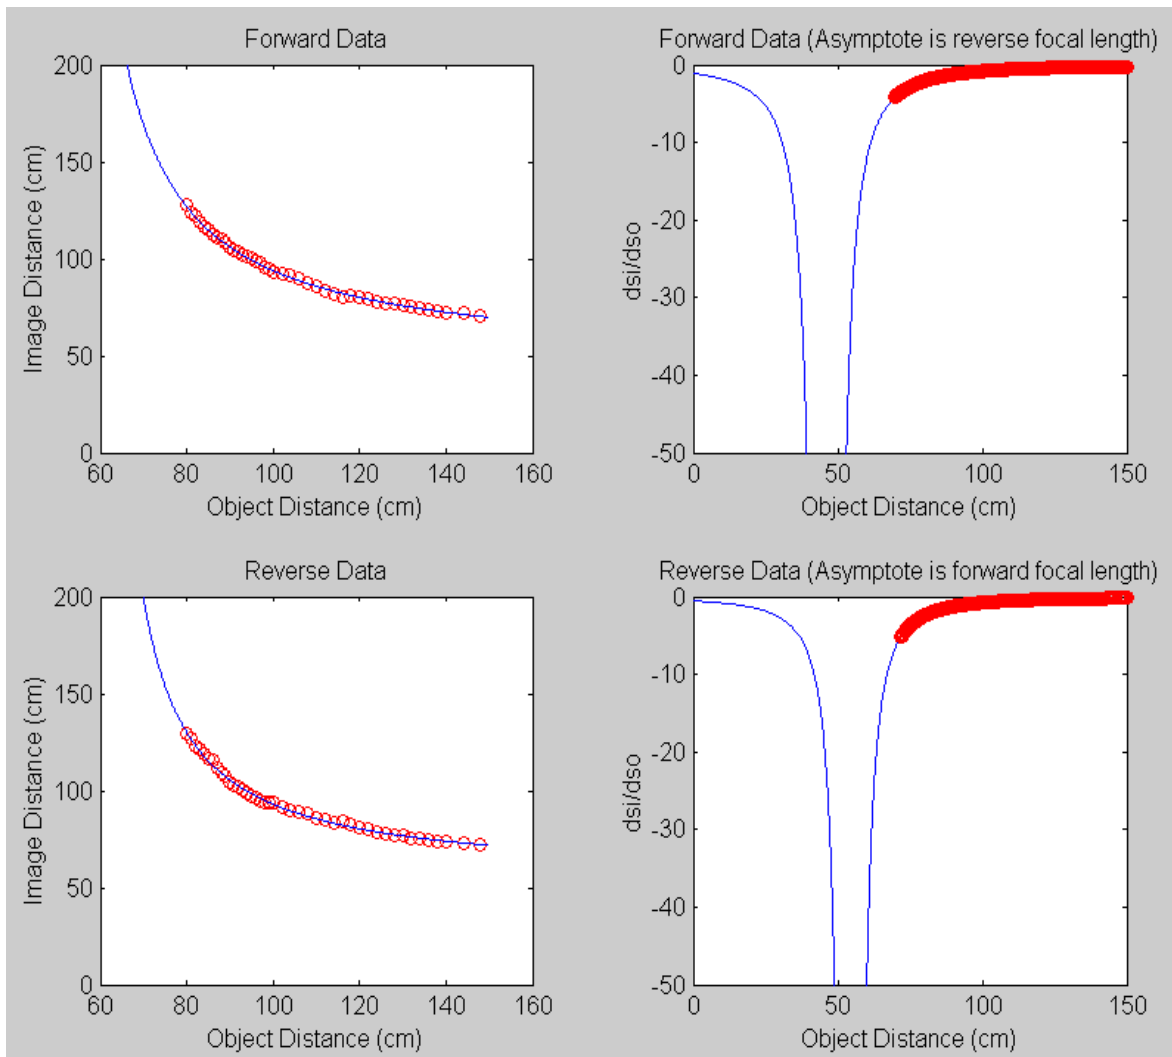 Forward Data
200
150
100
50
0
60 80 100 120 140 160
Image Distance (cm)
Object Distance (cm)
Forward Data (Asymptote is reverse focal length)
0
-10
-20
-30
-40
-50
0 50 100 150
dsi/dso
Object Distance (cm)
Reverse Data
200
150
100
50
0
60 80 100 120 140 160
Image Distance (cm)
Object Distance (cm)
Reverse Data (Asymptote is forward focal length)
0
-10
-20
-30
-40
-50
0 50 100 150
dsi/dso
Object Distance (cm)